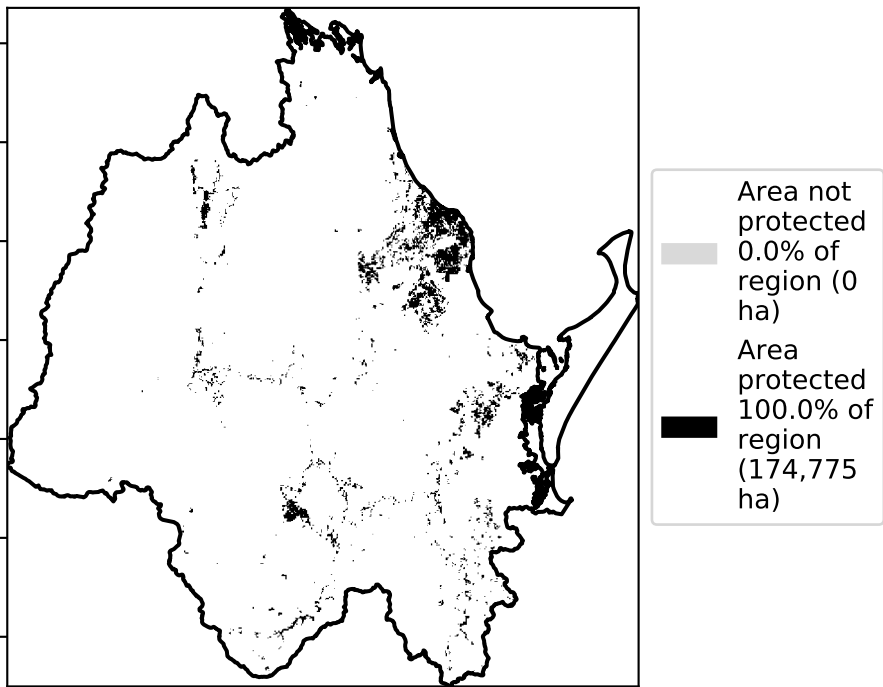 Area not
protected
0.0% of
region (0
ha)
Area
protected
100.0% of
region
(174,775
ha)